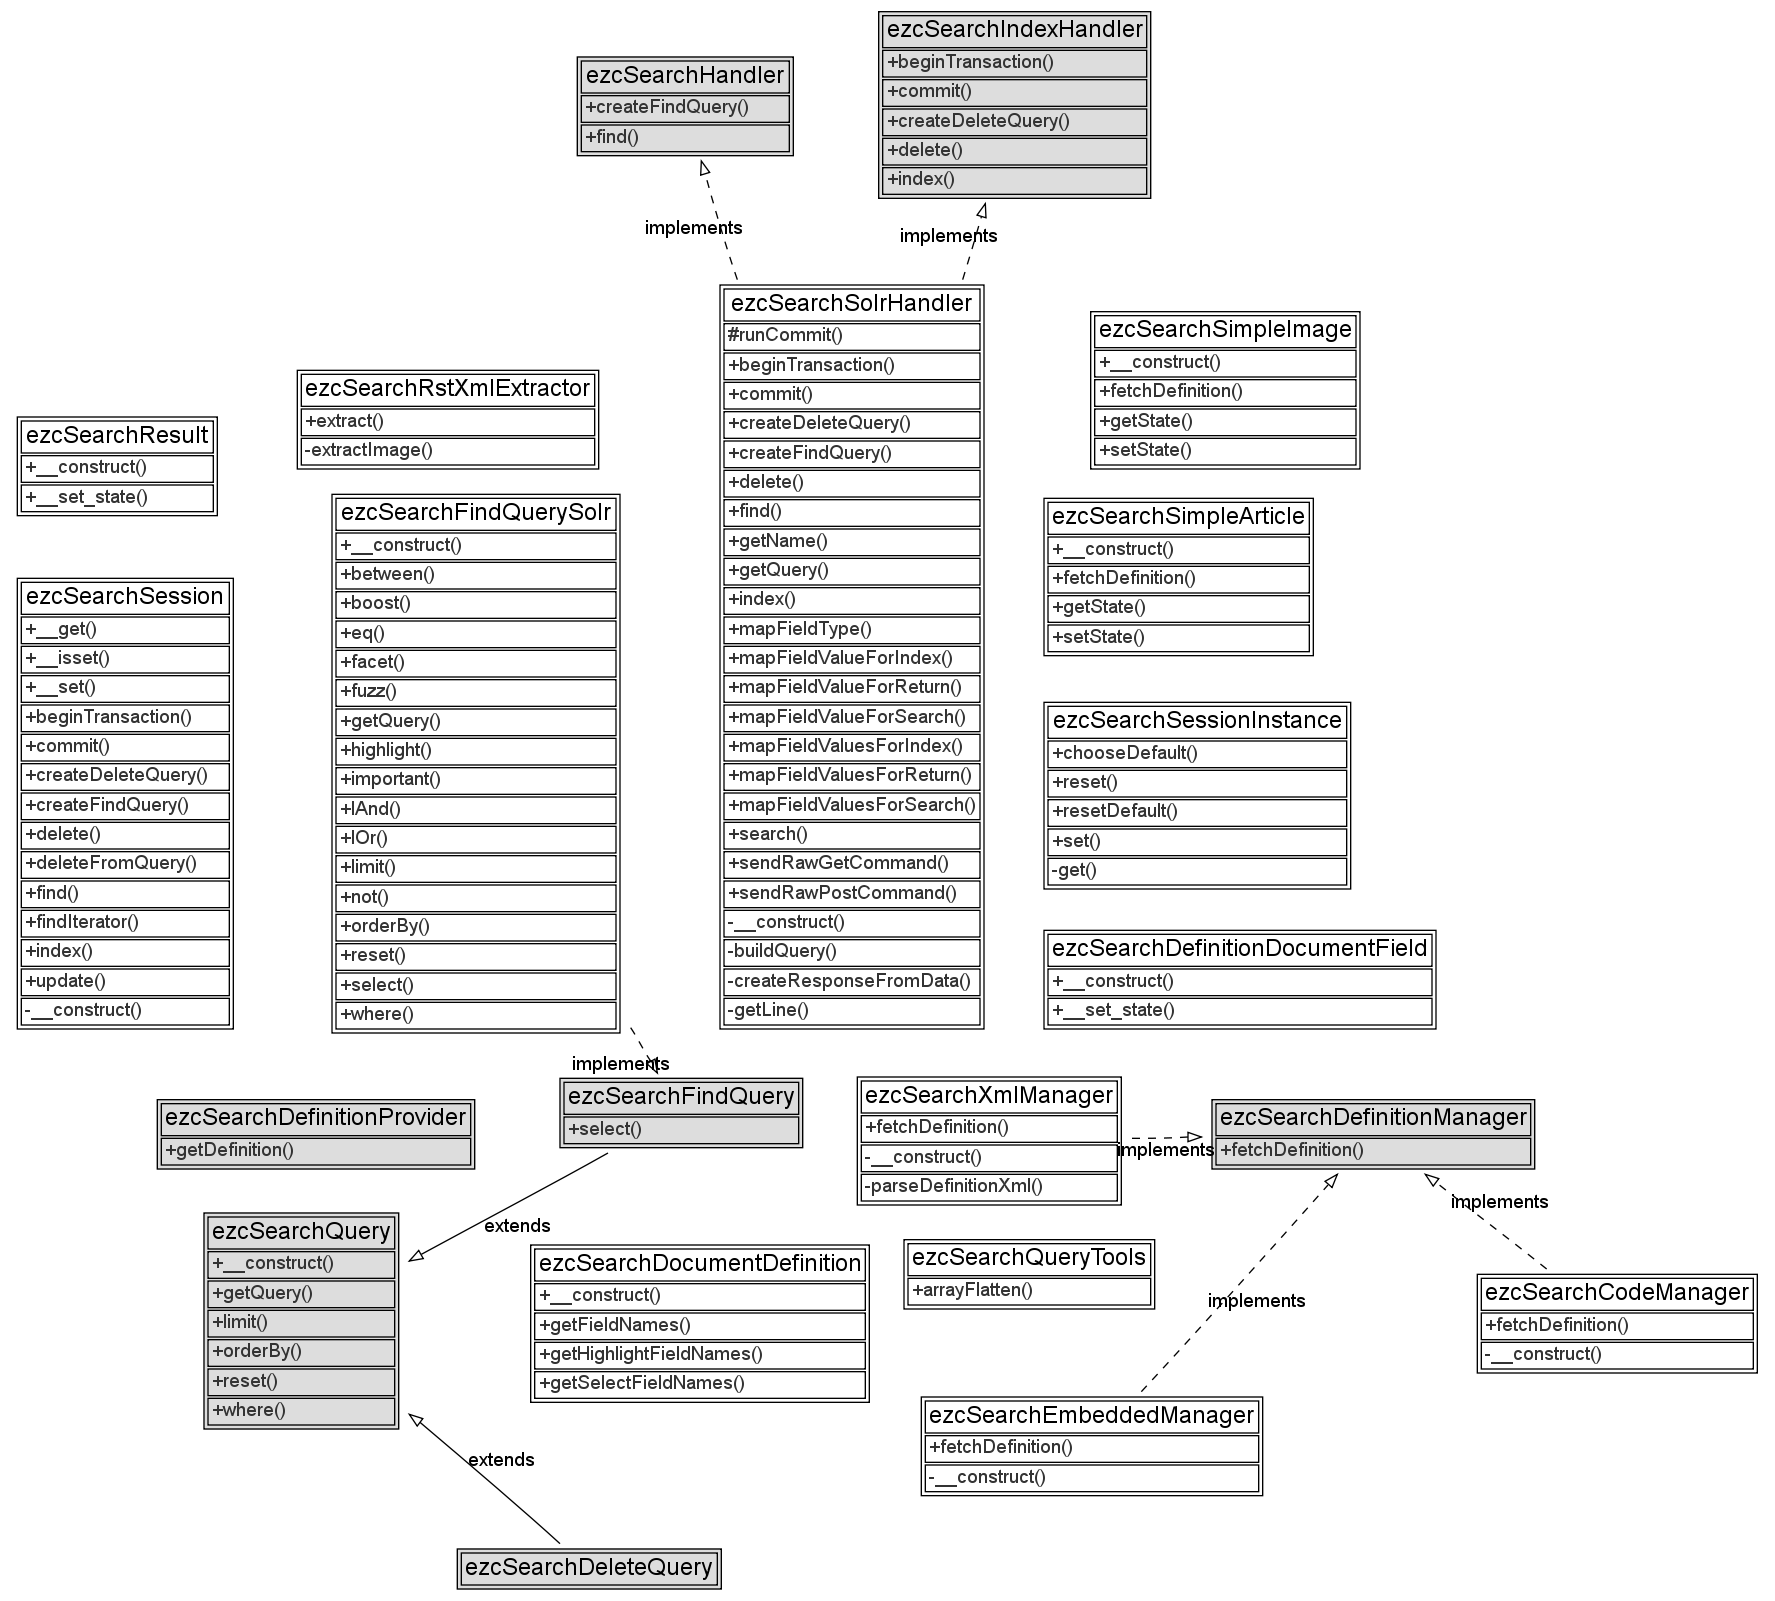 ezcSearchIndexHandler
+beginTransaction()
+commit()
+createDeleteQuery()
+delete()
+index()
ezcSearchHandler
+createFindQuery()
+find()
implements
implements
ezcSearchSolrHandler
#runCommit()
+beginTransaction()
+commit()
+createDeleteQuery()
+createFindQuery()
+delete()
+find()
+getName()
+getQuery()
+index()
+mapFieldType()
+mapFieldValueForIndex()
+mapFieldValueForReturn()
+mapFieldValueForSearch()
+mapFieldValuesForIndex()
+mapFieldValuesForReturn()
+mapFieldValuesForSearch()
+search()
+sendRawGetCommand()
+sendRawPostCommand()
-__construct()
-buildQuery()
-createResponseFromData()
-getLine()
ezcSearchSimpleImage
+__construct()
+fetchDefinition()
+getState()
+setState()
ezcSearchRstXmlExtractor
+extract()
-extractImage()
ezcSearchResult
+__construct()
+__set_state()
ezcSearchFindQuerySolr
+__construct()
+between()
+boost()
+eq()
+facet()
+fuzz()
+getQuery()
+highlight()
+important()
+lAnd()
+lOr()
+limit()
+not()
+orderBy()
+reset()
+select()
+where()
ezcSearchSimpleArticle
+__construct()
+fetchDefinition()
+getState()
+setState()
ezcSearchSession
+__get()
+__isset()
+__set()
+beginTransaction()
+commit()
+createDeleteQuery()
+createFindQuery()
+delete()
+deleteFromQuery()
+find()
+findIterator()
+index()
+update()
-__construct()
ezcSearchSessionInstance
+chooseDefault()
+reset()
+resetDefault()
+set()
-get()
ezcSearchDefinitionDocumentField
+__construct()
+__set_state()
implements
ezcSearchFindQuery
+select()
ezcSearchXmlManager
+fetchDefinition()
-__construct()
-parseDefinitionXml()
implements
ezcSearchDefinitionManager
+fetchDefinition()
ezcSearchDefinitionProvider
+getDefinition()
implements
extends
ezcSearchQuery
+__construct()
+getQuery()
+limit()
+orderBy()
+reset()
+where()
ezcSearchDocumentDefinition
+__construct()
+getFieldNames()
+getHighlightFieldNames()
+getSelectFieldNames()
ezcSearchQueryTools
+arrayFlatten()
implements
ezcSearchCodeManager
+fetchDefinition()
-__construct()
ezcSearchEmbeddedManager
+fetchDefinition()
-__construct()
extends
ezcSearchDeleteQuery